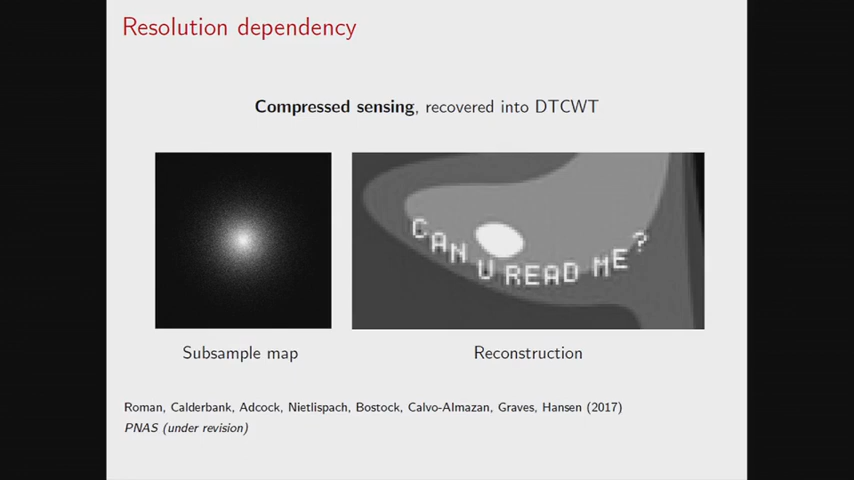 Resolution dependency
Compressed sensing, recovered into DTCWT
CAN U READ ME?
Subsample map
Reconstruction
Roman, Calderbank, Adcock, Nietlispach, Bostock, Calvo-Almazan, Graves, Hansen (2017)
PNAS (under revision)